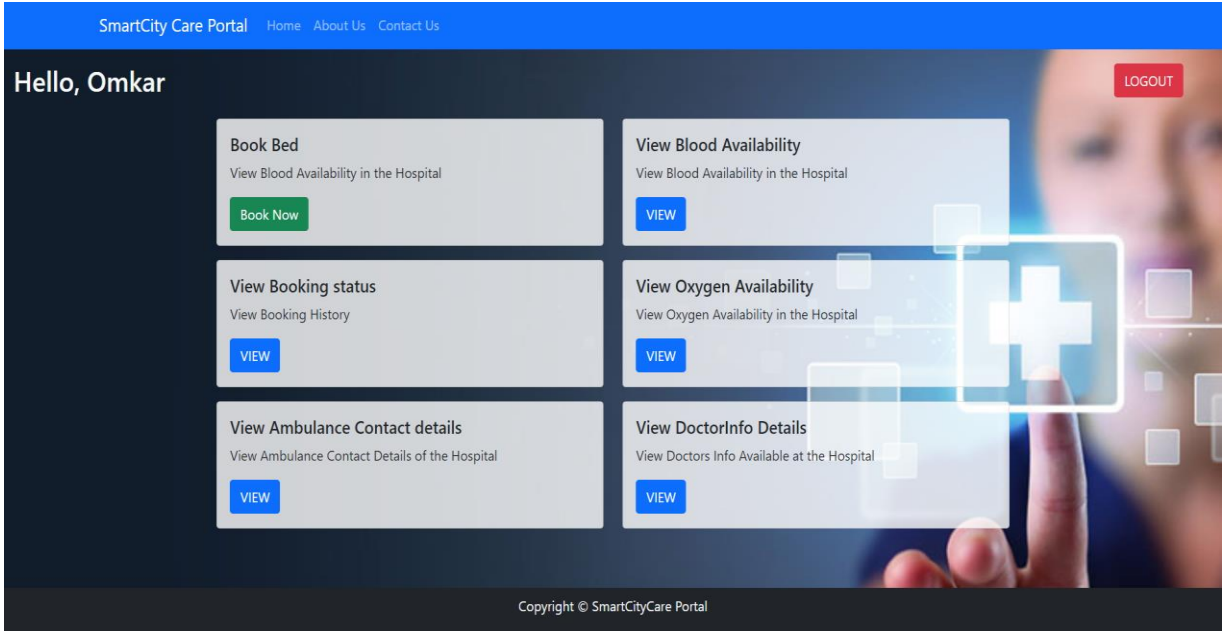 SmartCity Care Portal Home About Us Contact Us
Hello, Omkar
LOGOUT
Book Bed
View Blood Availability in the Hospital
Book Now
View Blood Availability
View Blood Availability in the Hospital
VIEW
View Booking status
View Booking History
VIEW
View Oxygen Availability
View Oxygen Availability in the Hospital
VIEW
View Ambulance Contact details
View Ambulance Contact Details of the Hospital
VIEW
View DoctorInfo Details
View Doctors Info Available at the Hospital
VIEW
Copyright © SmartCityCare Portal